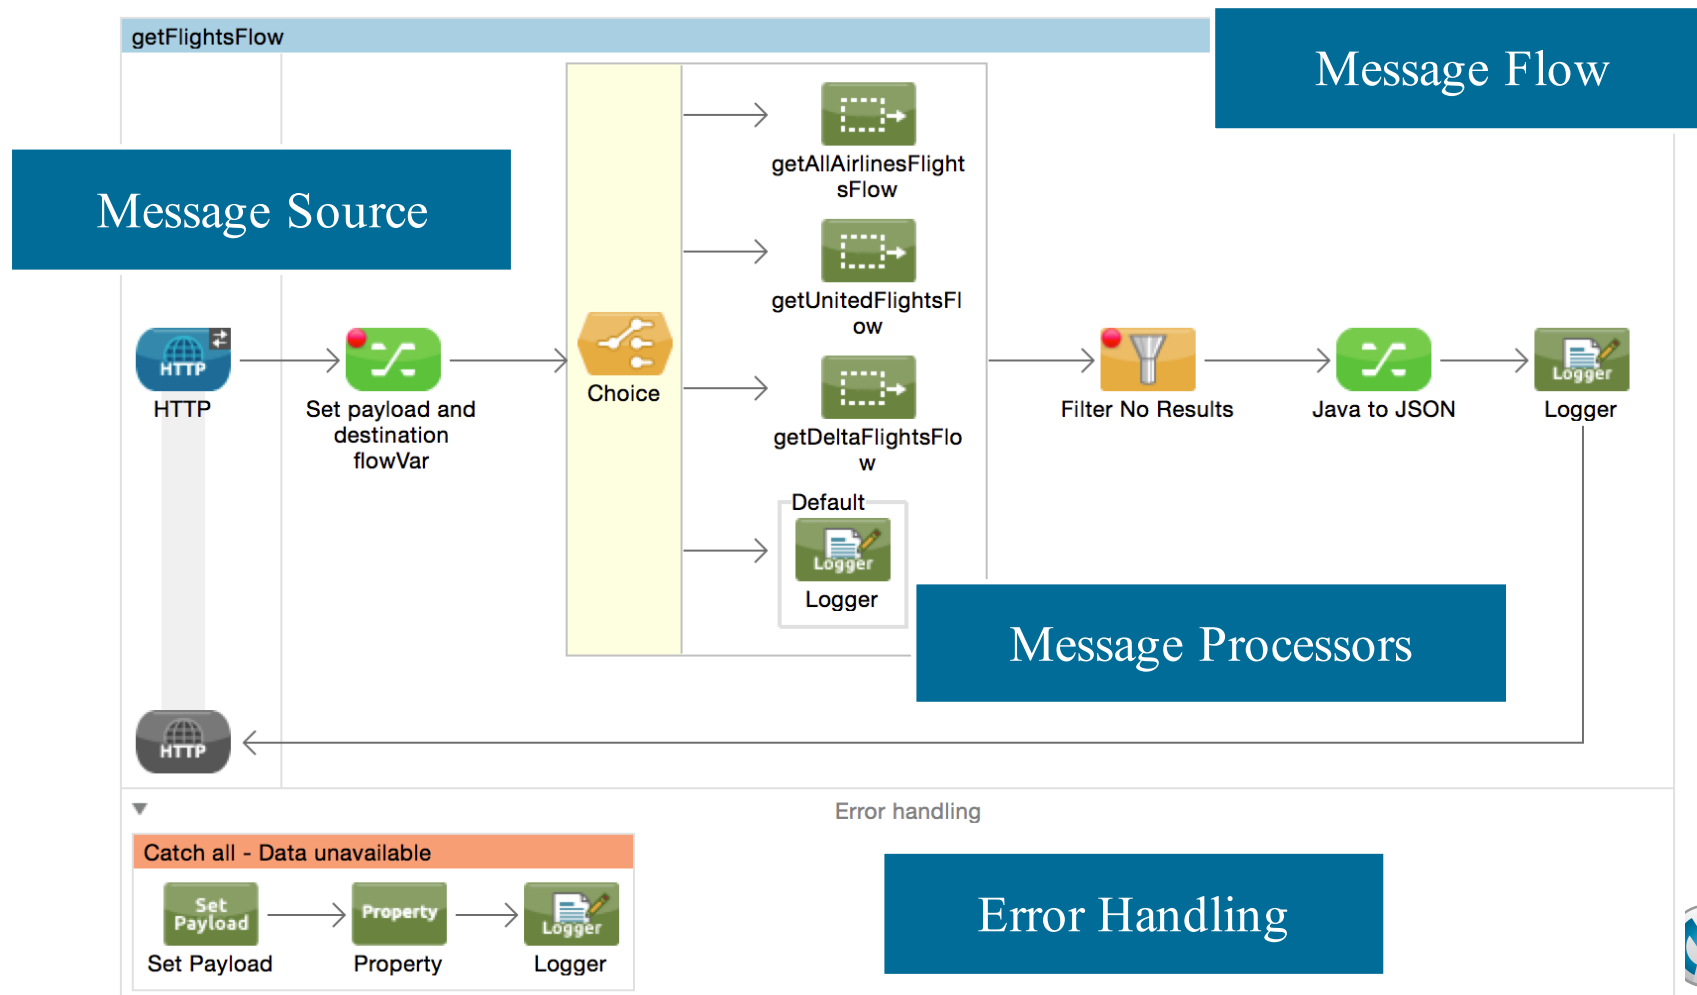 getFlightsFlow
Message Flow
Message Source
getAllAirlinesFlight
sFlow
getUnitedFlightsFl
ow
HTTP
HTTP
Set payload and
destination
flowVar
Choice
getDeltaFlightsFlo
w
Filter No Results
Java to JSON
Logger
Logger
Default
Logger
Logger
Message Processors
HTTP
Error handling
Catch all - Data unavailable
Set
Payload
Set Payload
Property
Property
Logger
Logger
Error Handling